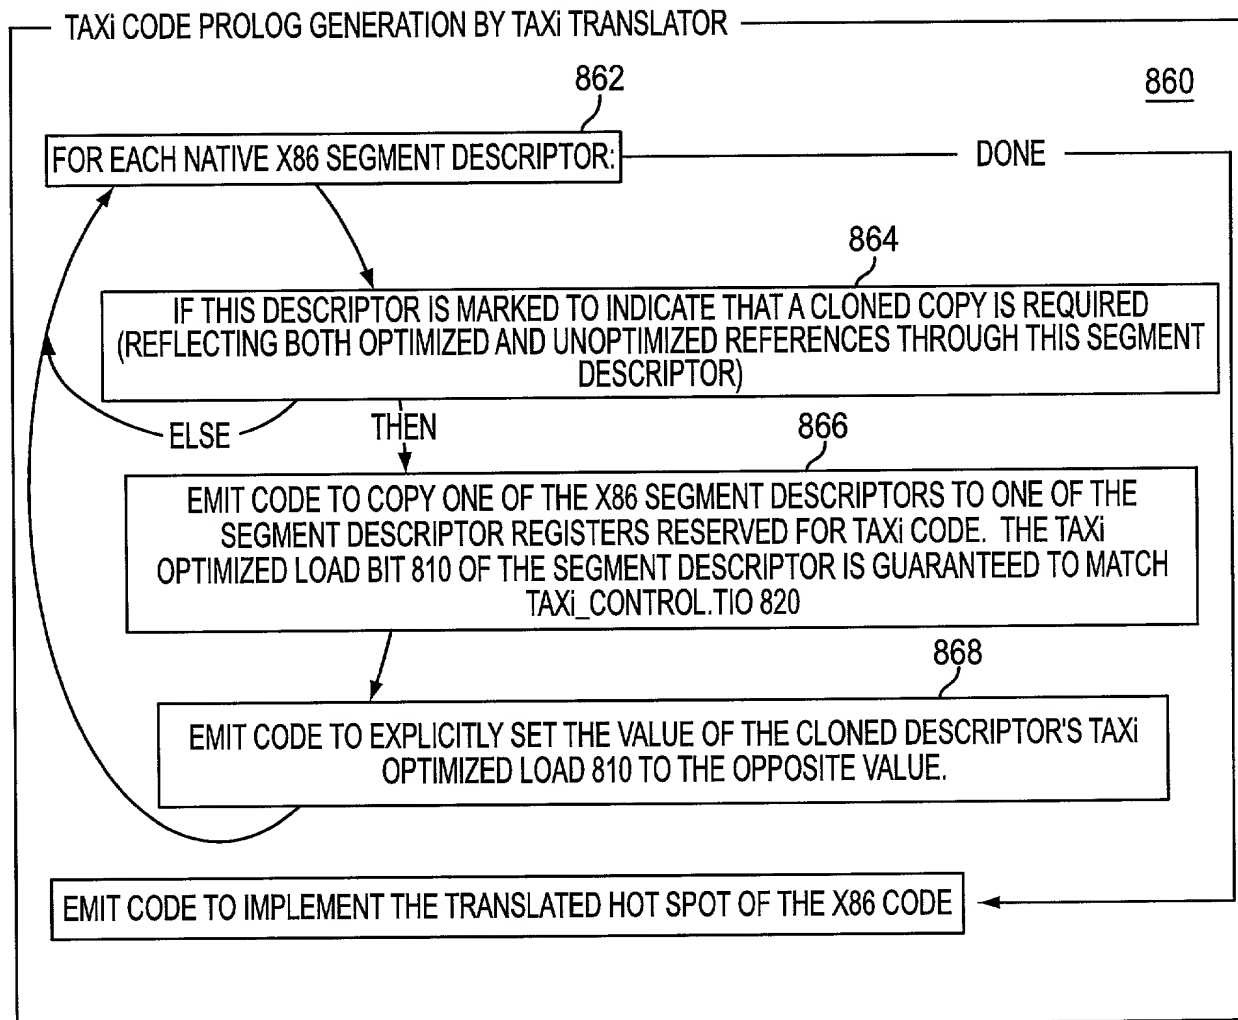 TAXi CODE PROLOG GENERATION BY TAXi TRANSLATOR
860
862
FOR EACH NATIVE X86 SEGMENT DESCRIPTOR:
DONE
864
IF THIS DESCRIPTOR IS MARKED TO INDICATE THAT A CLONED COPY IS REQUIRED
(REFLECTING BOTH OPTIMIZED AND UNOPTIMIZED REFERENCES THROUGH THIS SEGMENT
DESCRIPTOR)
ELSE
THEN
866
EMIT CODE TO COPY ONE OF THE X86 SEGMENT DESCRIPTORS TO ONE OF THE
SEGMENT DESCRIPTOR REGISTERS RESERVED FOR TAXi CODE. THE TAXi
OPTIMIZED LOAD BIT 810 OF THE SEGMENT DESCRIPTOR IS GUARANTEED TO MATCH
TAXi_CONTROL.TIO 820
868
EMIT CODE TO EXPLICITLY SET THE VALUE OF THE CLONED DESCRIPTOR'S TAXi
OPTIMIZED LOAD 810 TO THE OPPOSITE VALUE.
EMIT CODE TO IMPLEMENT THE TRANSLATED HOT SPOT OF THE X86 CODE